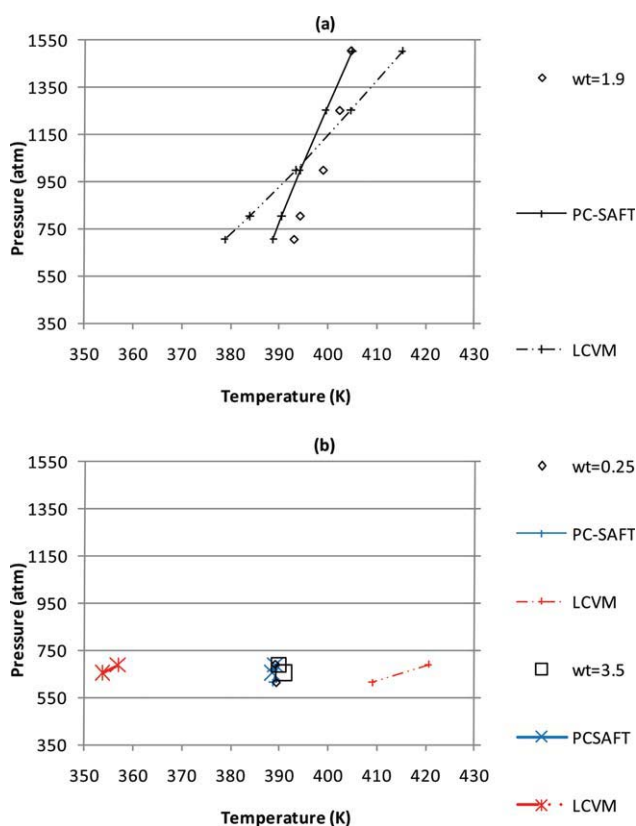 (a)
1550
1350
1150
950
750
550
350
Pressure (atm)
350 360 370 380 390 400 410 420 430
Temperature (K)
wt=1.9
PC-SAFT
LCVM
(b)
1550
1350
1150
950
750
550
350
Pressure (atm)
350 360 370 380 390 400 410 420 430
Temperature (K)
wt=0.25
PC-SAFT
LCVM
wt=3.5
PCSAFT
LCVM